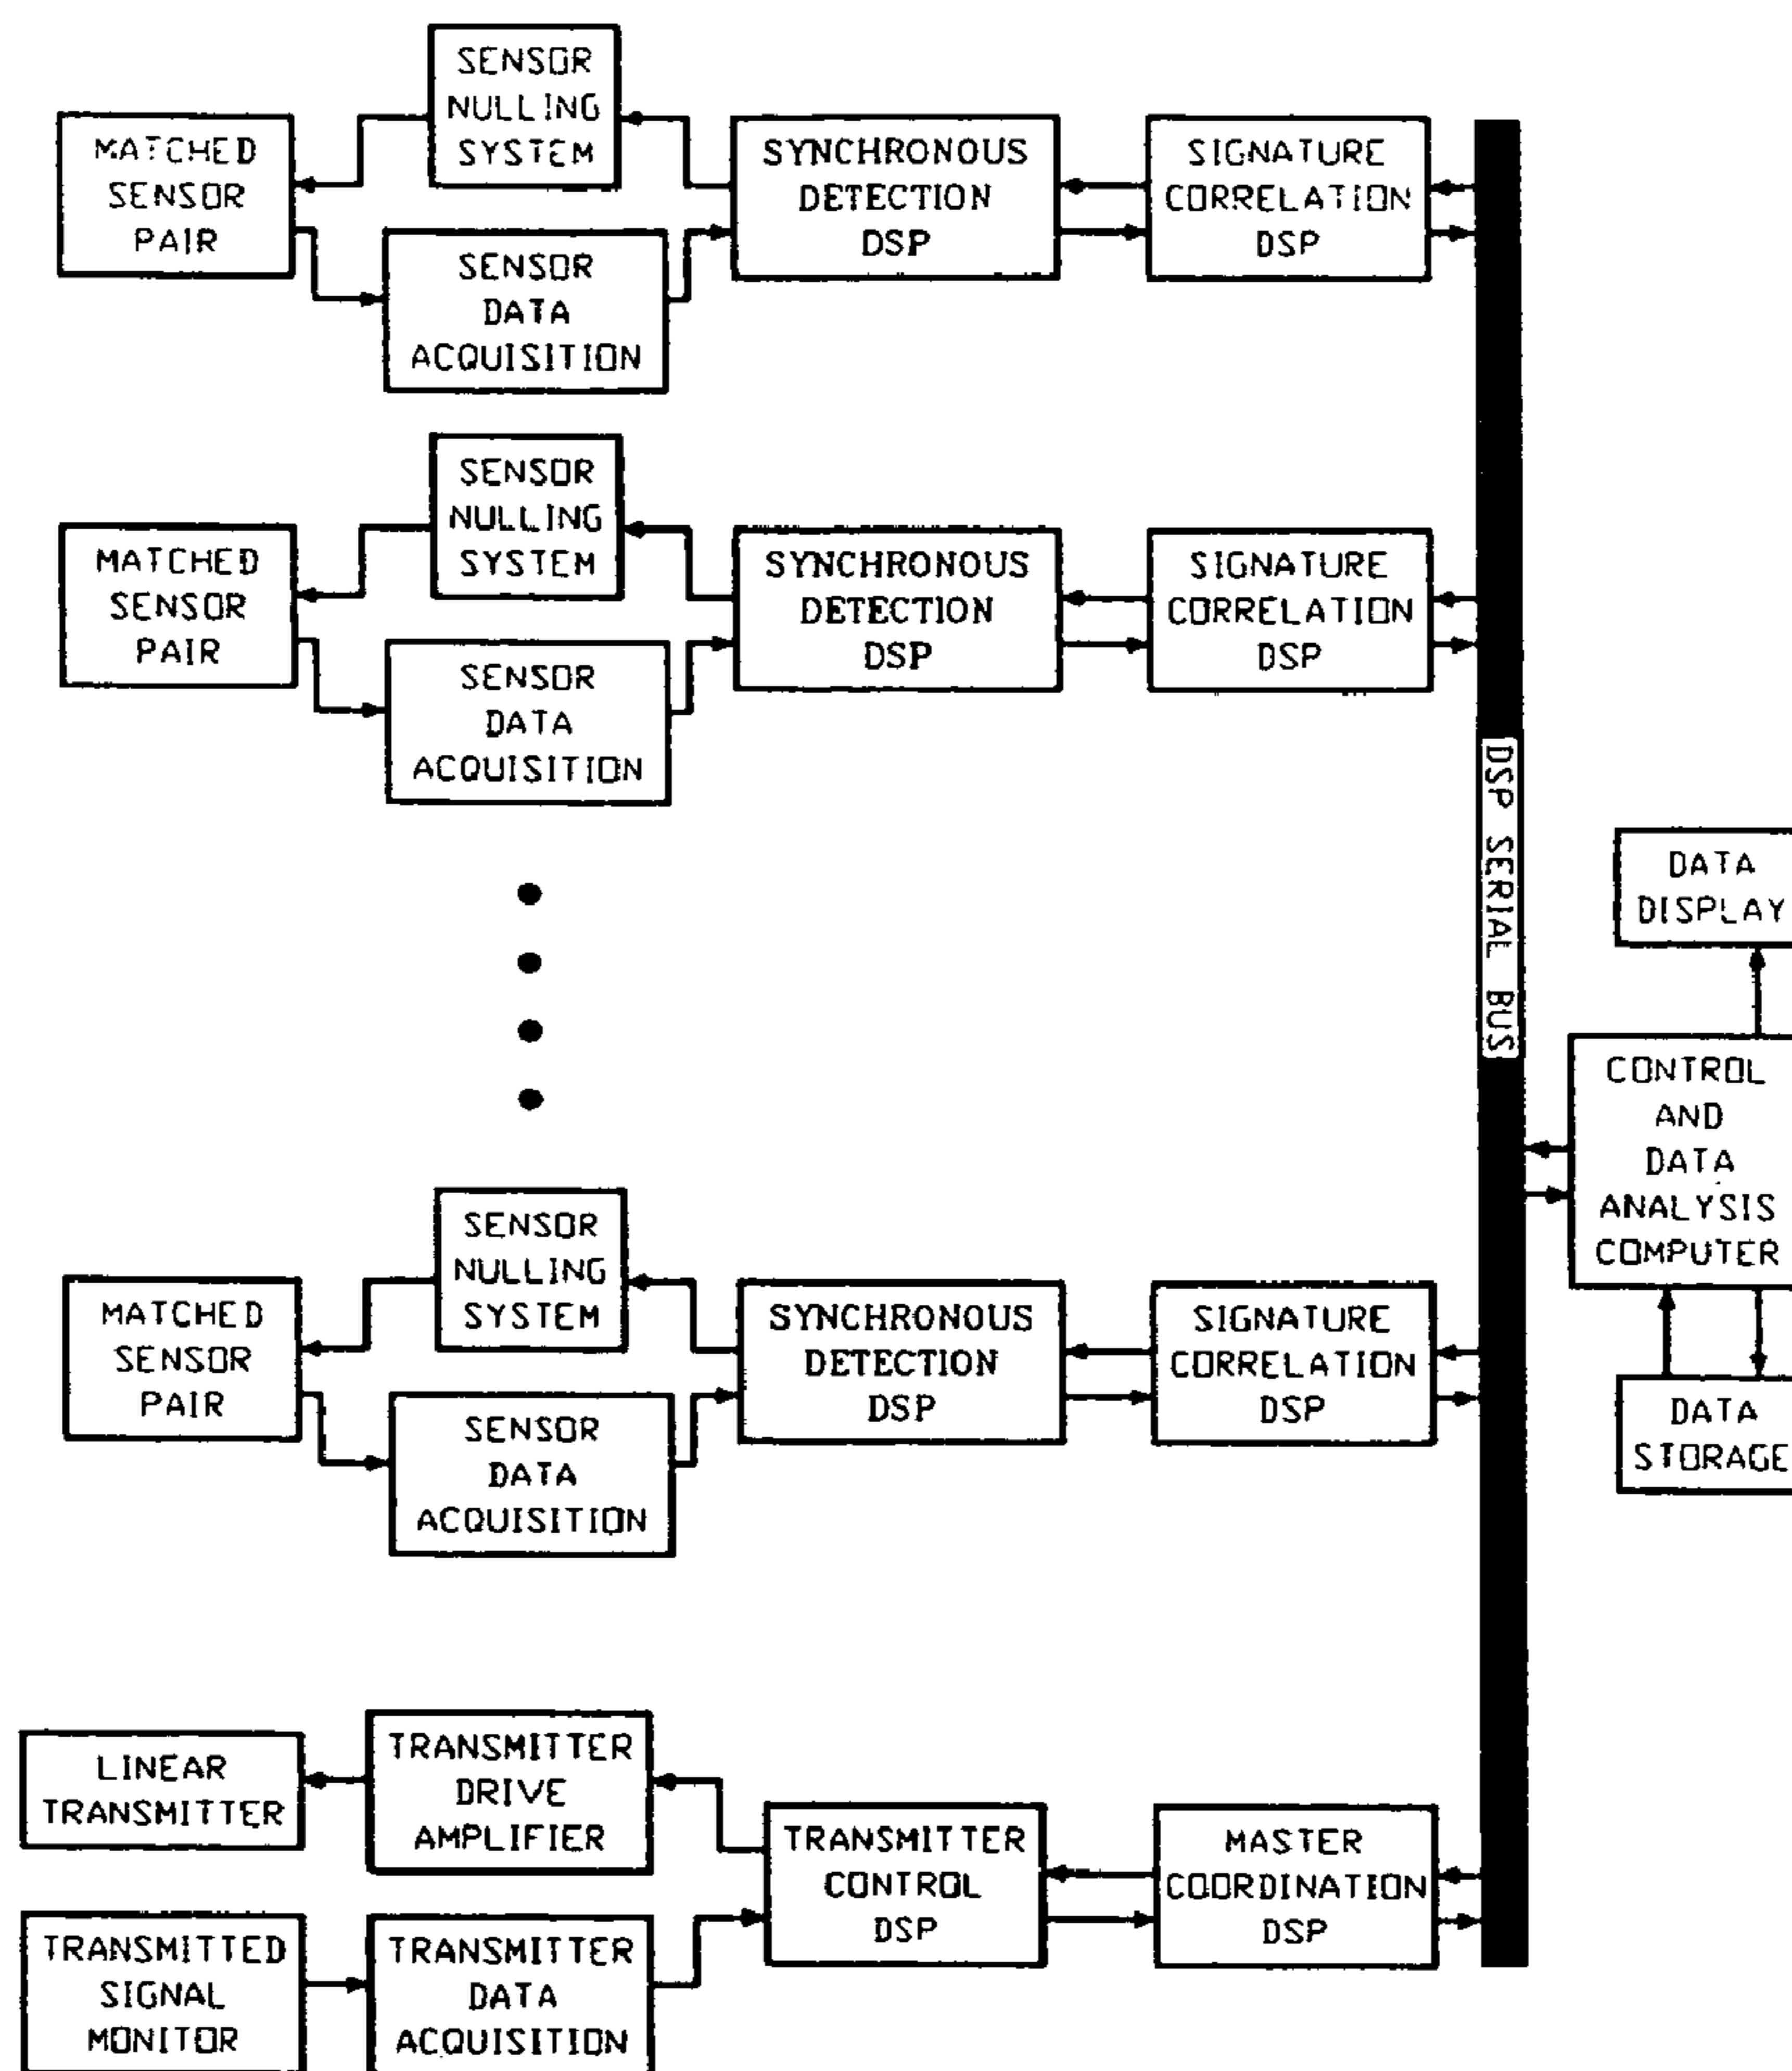 SENSOR
NULLING
SYSTEM
MATCHED
SENSOR
PAIR
SENSOR
DATA
ACQUISITION
SYNCHRONOUS
DETECTION
DSP
SIGNATURE
CORRELATION
DSP
SENSOR
NULLING
SYSTEM
MATCHED
SENSOR
PAIR
SENSOR
DATA
ACQUISITION
SYNCHRONOUS
DETECTION
DSP
SIGNATURE
CORRELATION
DSP
DSP SERIAL BUS
DATA
DISPLAY
CONTROL
AND
DATA
ANALYSIS
COMPUTER
DATA
STORAGE
SENSOR
NULLING
SYSTEM
MATCHED
SENSOR
PAIR
SENSOR
DATA
ACQUISITION
SYNCHRONOUS
DETECTION
DSP
SIGNATURE
CORRELATION
DSP
LINEAR
TRANSMITTER
TRANSMITTER
DRIVE
AMPLIFIER
TRANSMITTER
CONTROL
DSP
MASTER
COORDINATION
DSP
TRANSMITTED
SIGNAL
MONITOR
TRANSMITTER
DATA
ACQUISITION